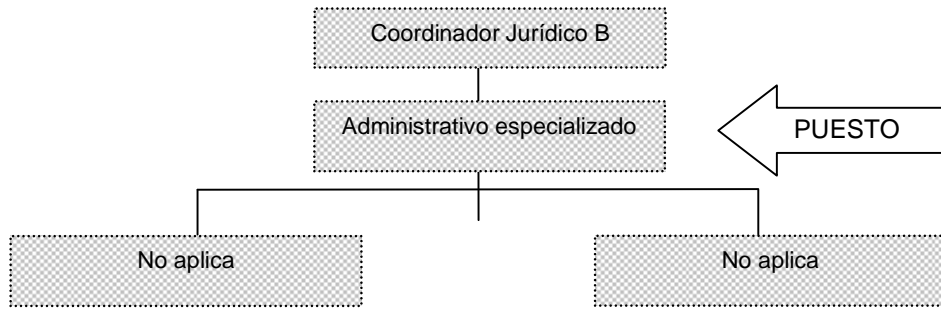 Coordinador Jurídico B
Administrativo especializado
PUESTO
No aplica
No aplica